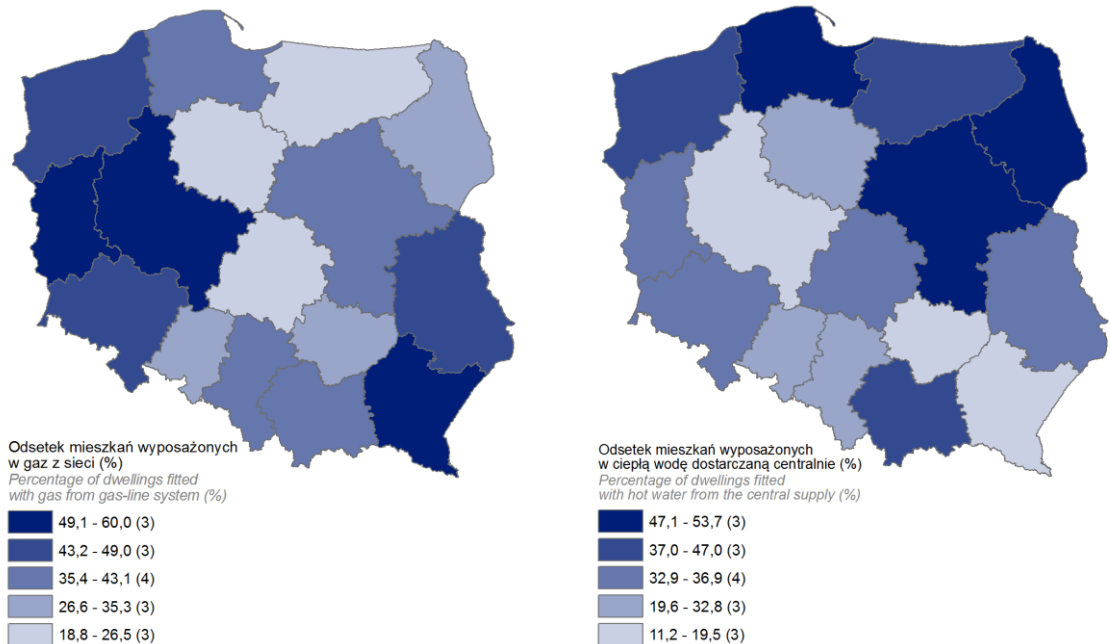 Odsetek mieszkań wyposażonych
w gaz z sieci (%)
Percentage of dwellings fitted
with gas from gas-line system (%)
49,1 - 60,0 (3)
43,2 - 49,0 (3)
35,4 - 43,1 (4)
26,6 - 35,3 (3)
18,8 - 26,5 (3)
Odsetek mieszkań wyposażonych
w ciepłą wodę dostarczaną centralnie (%)
Percentage of dwellings fitted
with hot water from the central supply (%)
47,1 - 53,7 (3)
37,0 - 47,0 (3)
32,9 - 36,9 (4)
19,6 - 32,8 (3)
11,2 - 19,5 (3)